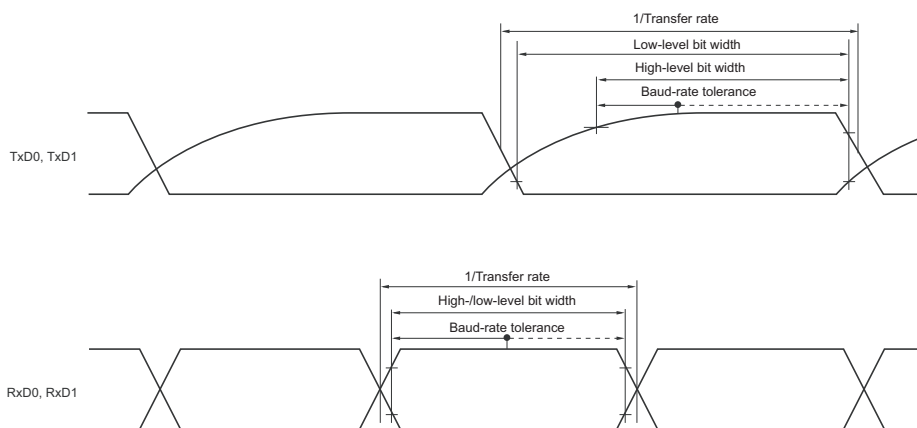 1/Transfer rate
Low-level bit width
High-level bit width
Baud-rate tolerance
TxD0, TxD1
1/Transfer rate
High-/low-level bit width
Baud-rate tolerance
RxD0, RxD1